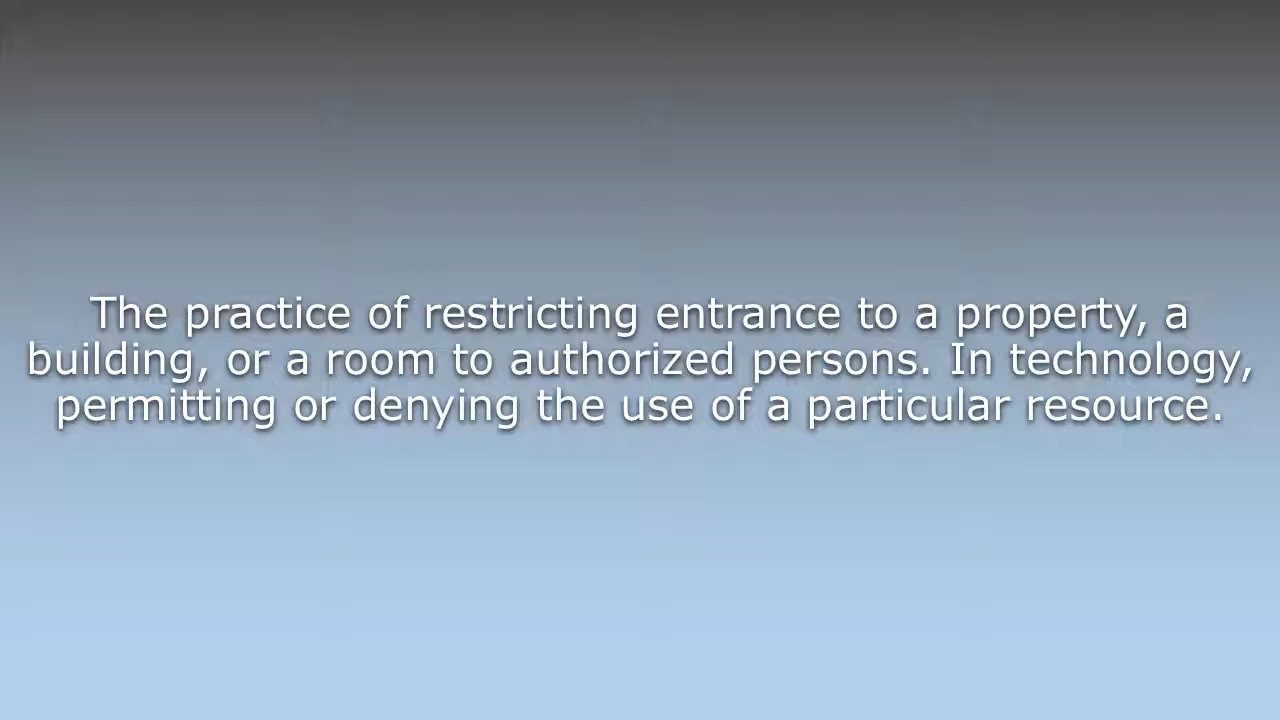 The practice of restricting entrance to a property, a
building, or a room to authorized persons. In technology,
permitting or denying the use of a particular resource.